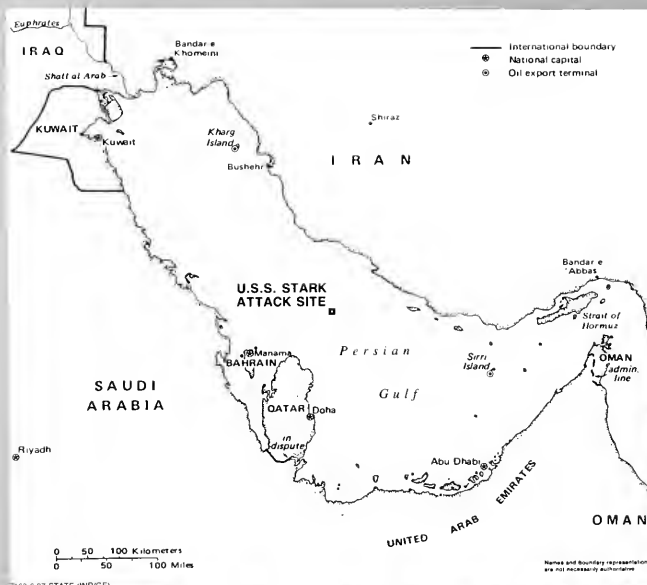 Euphrates
IRAQ
Bandar-e
Khomeini
International boundary
National capital
Oil export terminal
Shatt al Arab
KUWAIT
Kuwait
Kharg
Island
Shiraz
Bushehr
IRAN
U.S.S. STARK
ATTACK SITE
Bandar-e
Abbas
Strait of
Hormuz
Persian
Gulf
Manama
BAHRAIN
Sirri
Island
OMAN
admin.
line
SAUDI
ARABIA
QATAR
Doha
in
dispute
Riyadh
Abu Dhabi
UNITED ARAB EMIRATES
OMAN
0 50 100 Kilometers
0 50 100 Miles
Names and boundary representation
are not necessarily authoritative